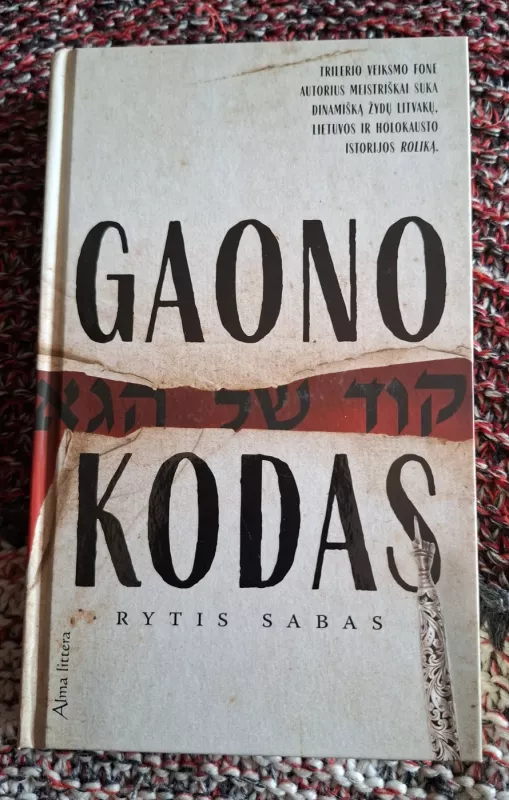 TRILERIO VEIKSMO FONE
AUTORIUS MEISTRIŠKAI SUKA
DINAMIŠKĄ ŽYDŲ LITVAKŲ,
LIETUVOS IR HOLOKAUSTO
ISTORIJOS ROLIKĄ.
GAONO
קוד של הגא
KODAS
RYTIS SABAS
Alma littera